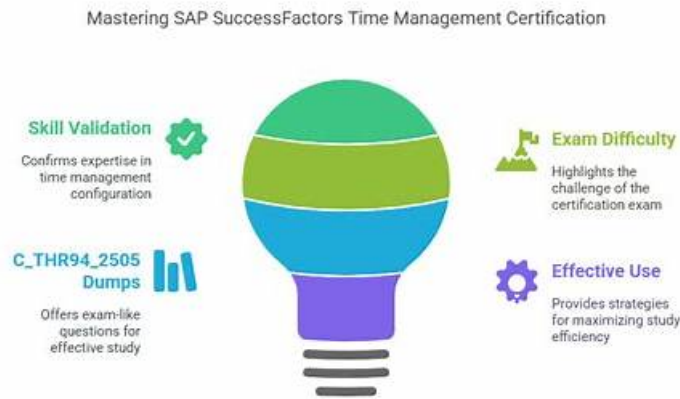 Mastering SAP SuccessFactors Time Management Certification
Skill Validation
Confirms expertise in
time management
configuration
Exam Difficulty
Highlights the
challenge of the
certification exam
C_THR94_2505
Dumps
Offers exam-like
questions for
effective study
Effective Use
Provides strategies
for maximizing study
efficiency